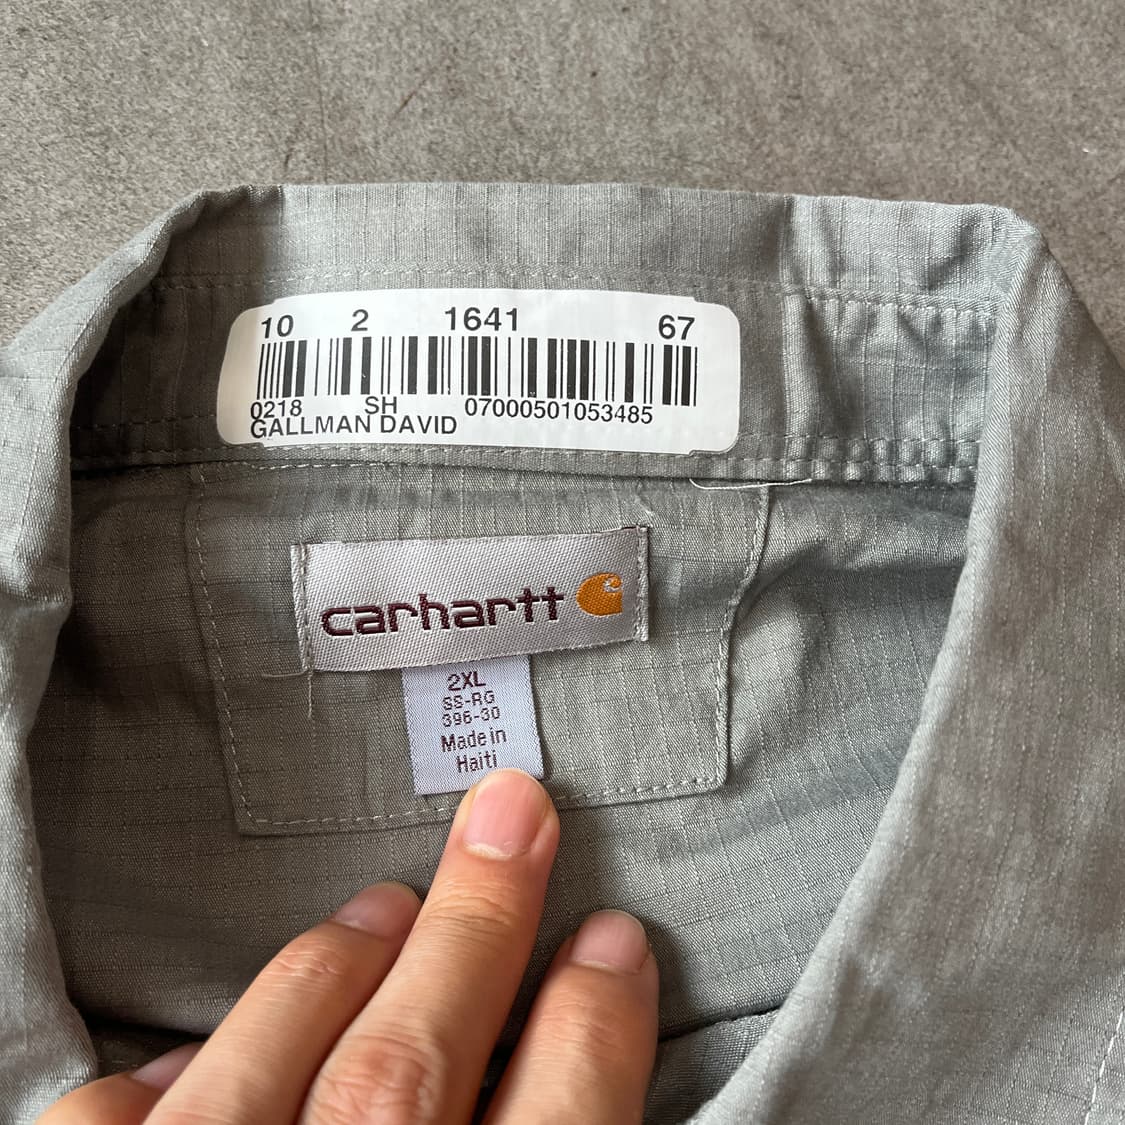 10 2 1641 67
0218 SH 07000501053485
GALLMAN DAVID
carhartt
2XL
SS-RG
396-30
Made in
Haiti